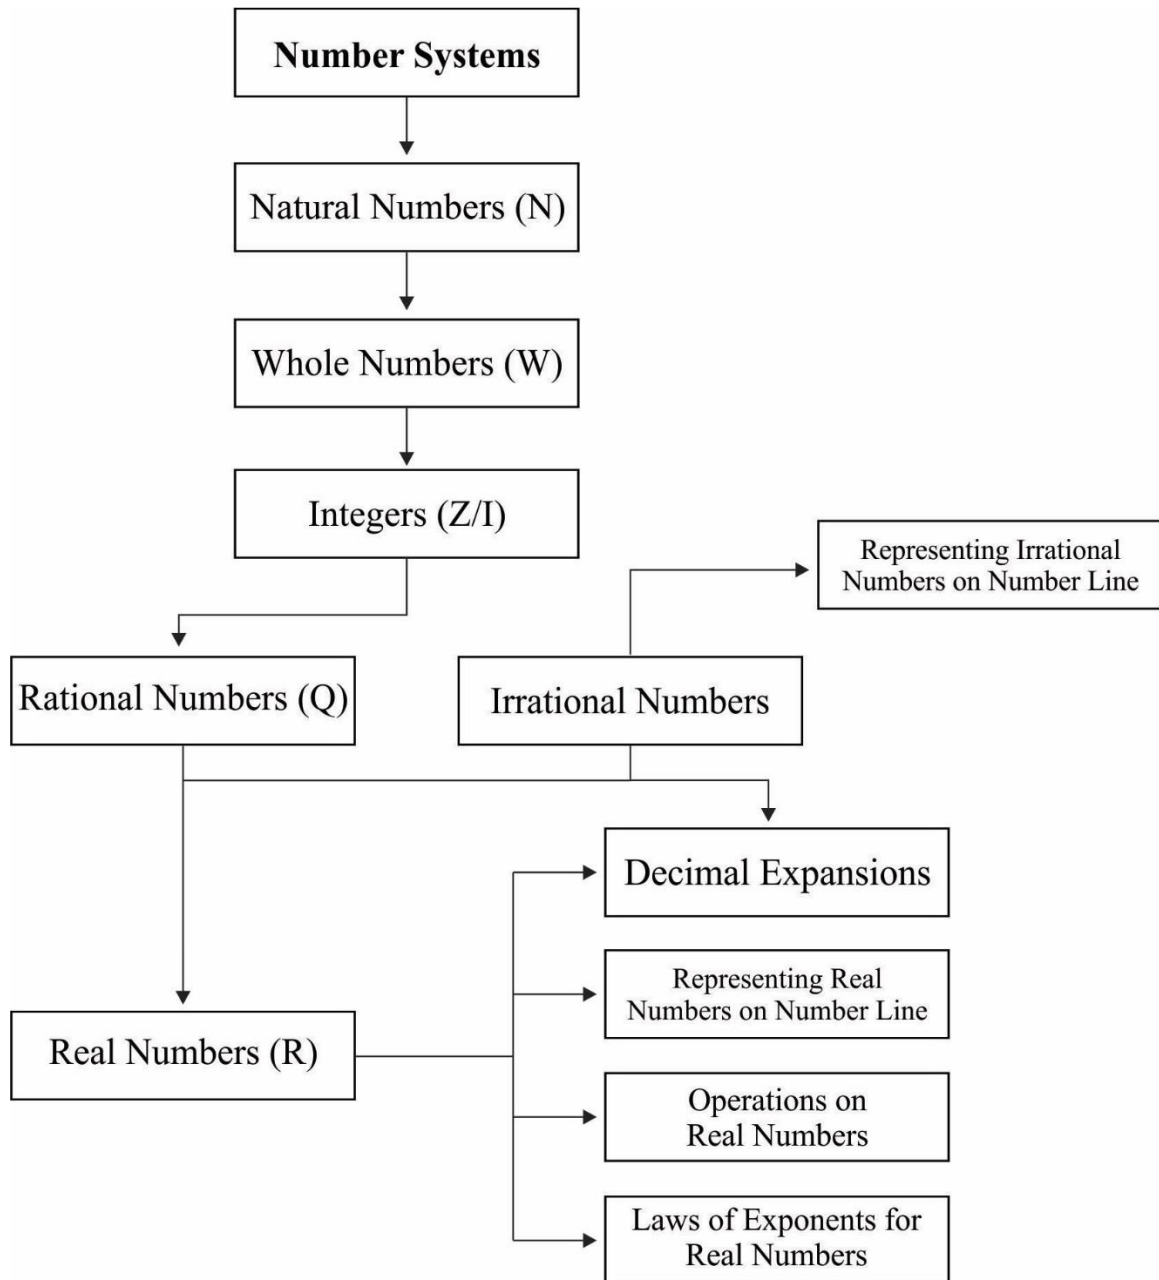 Number Systems
Natural Numbers (N)
Whole Numbers (W)
Integers (Z/I)
Representing Irrational
Numbers on Number Line
Rational Numbers (Q)
Irrational Numbers
Decimal Expansions
Representing Real
Numbers on Number Line
Real Numbers (R)
Operations on
Real Numbers
Laws of Exponents for
Real Numbers